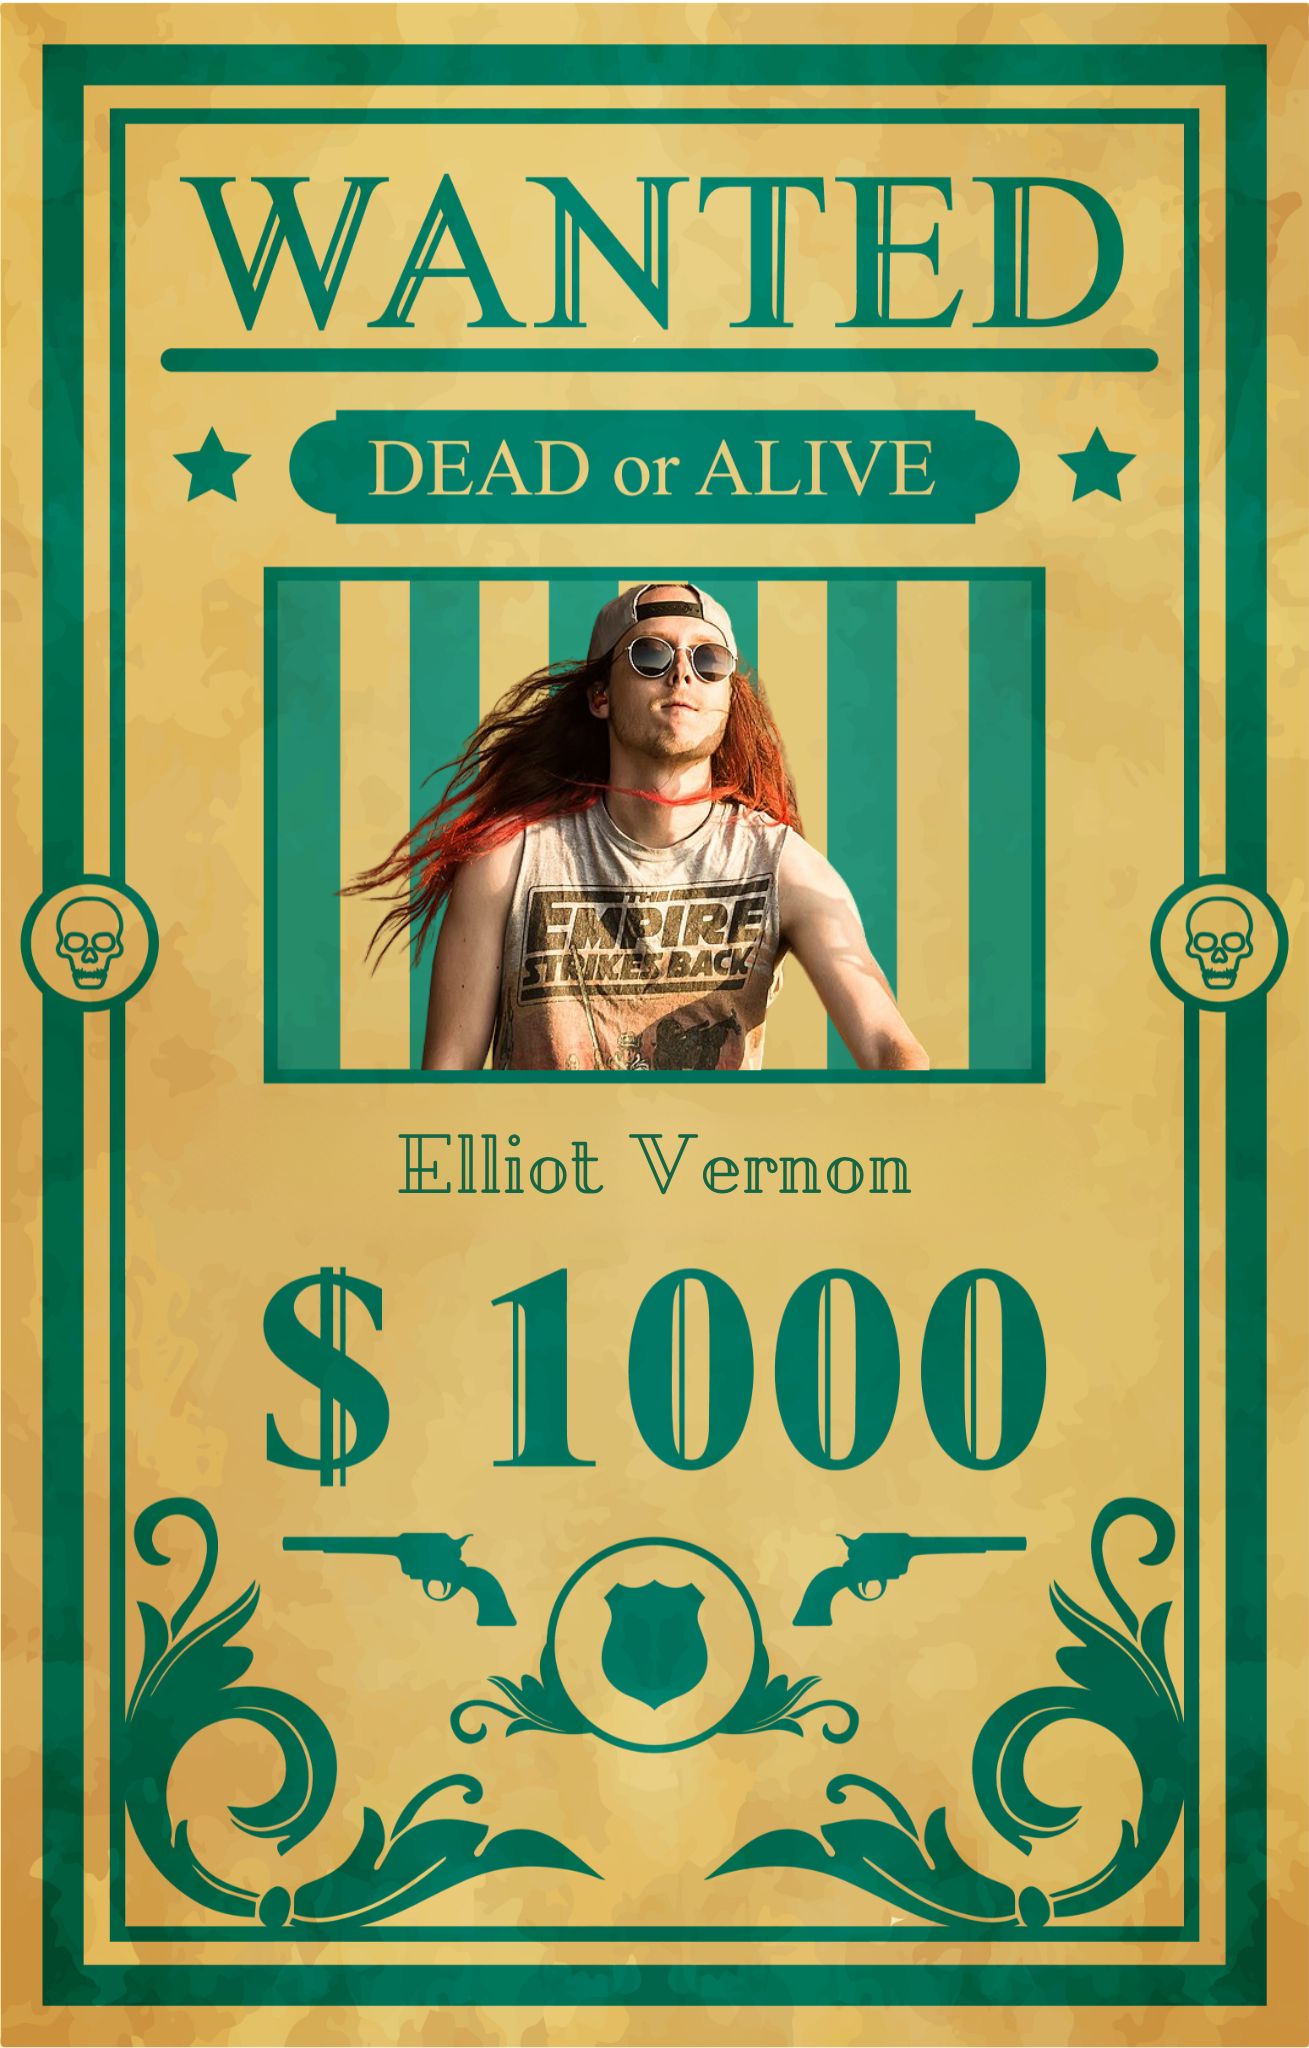 WANTED
DEAD or ALIVE
THE
EMPIRE
STRIKES BACK
Elliot Vernon
$ 1000